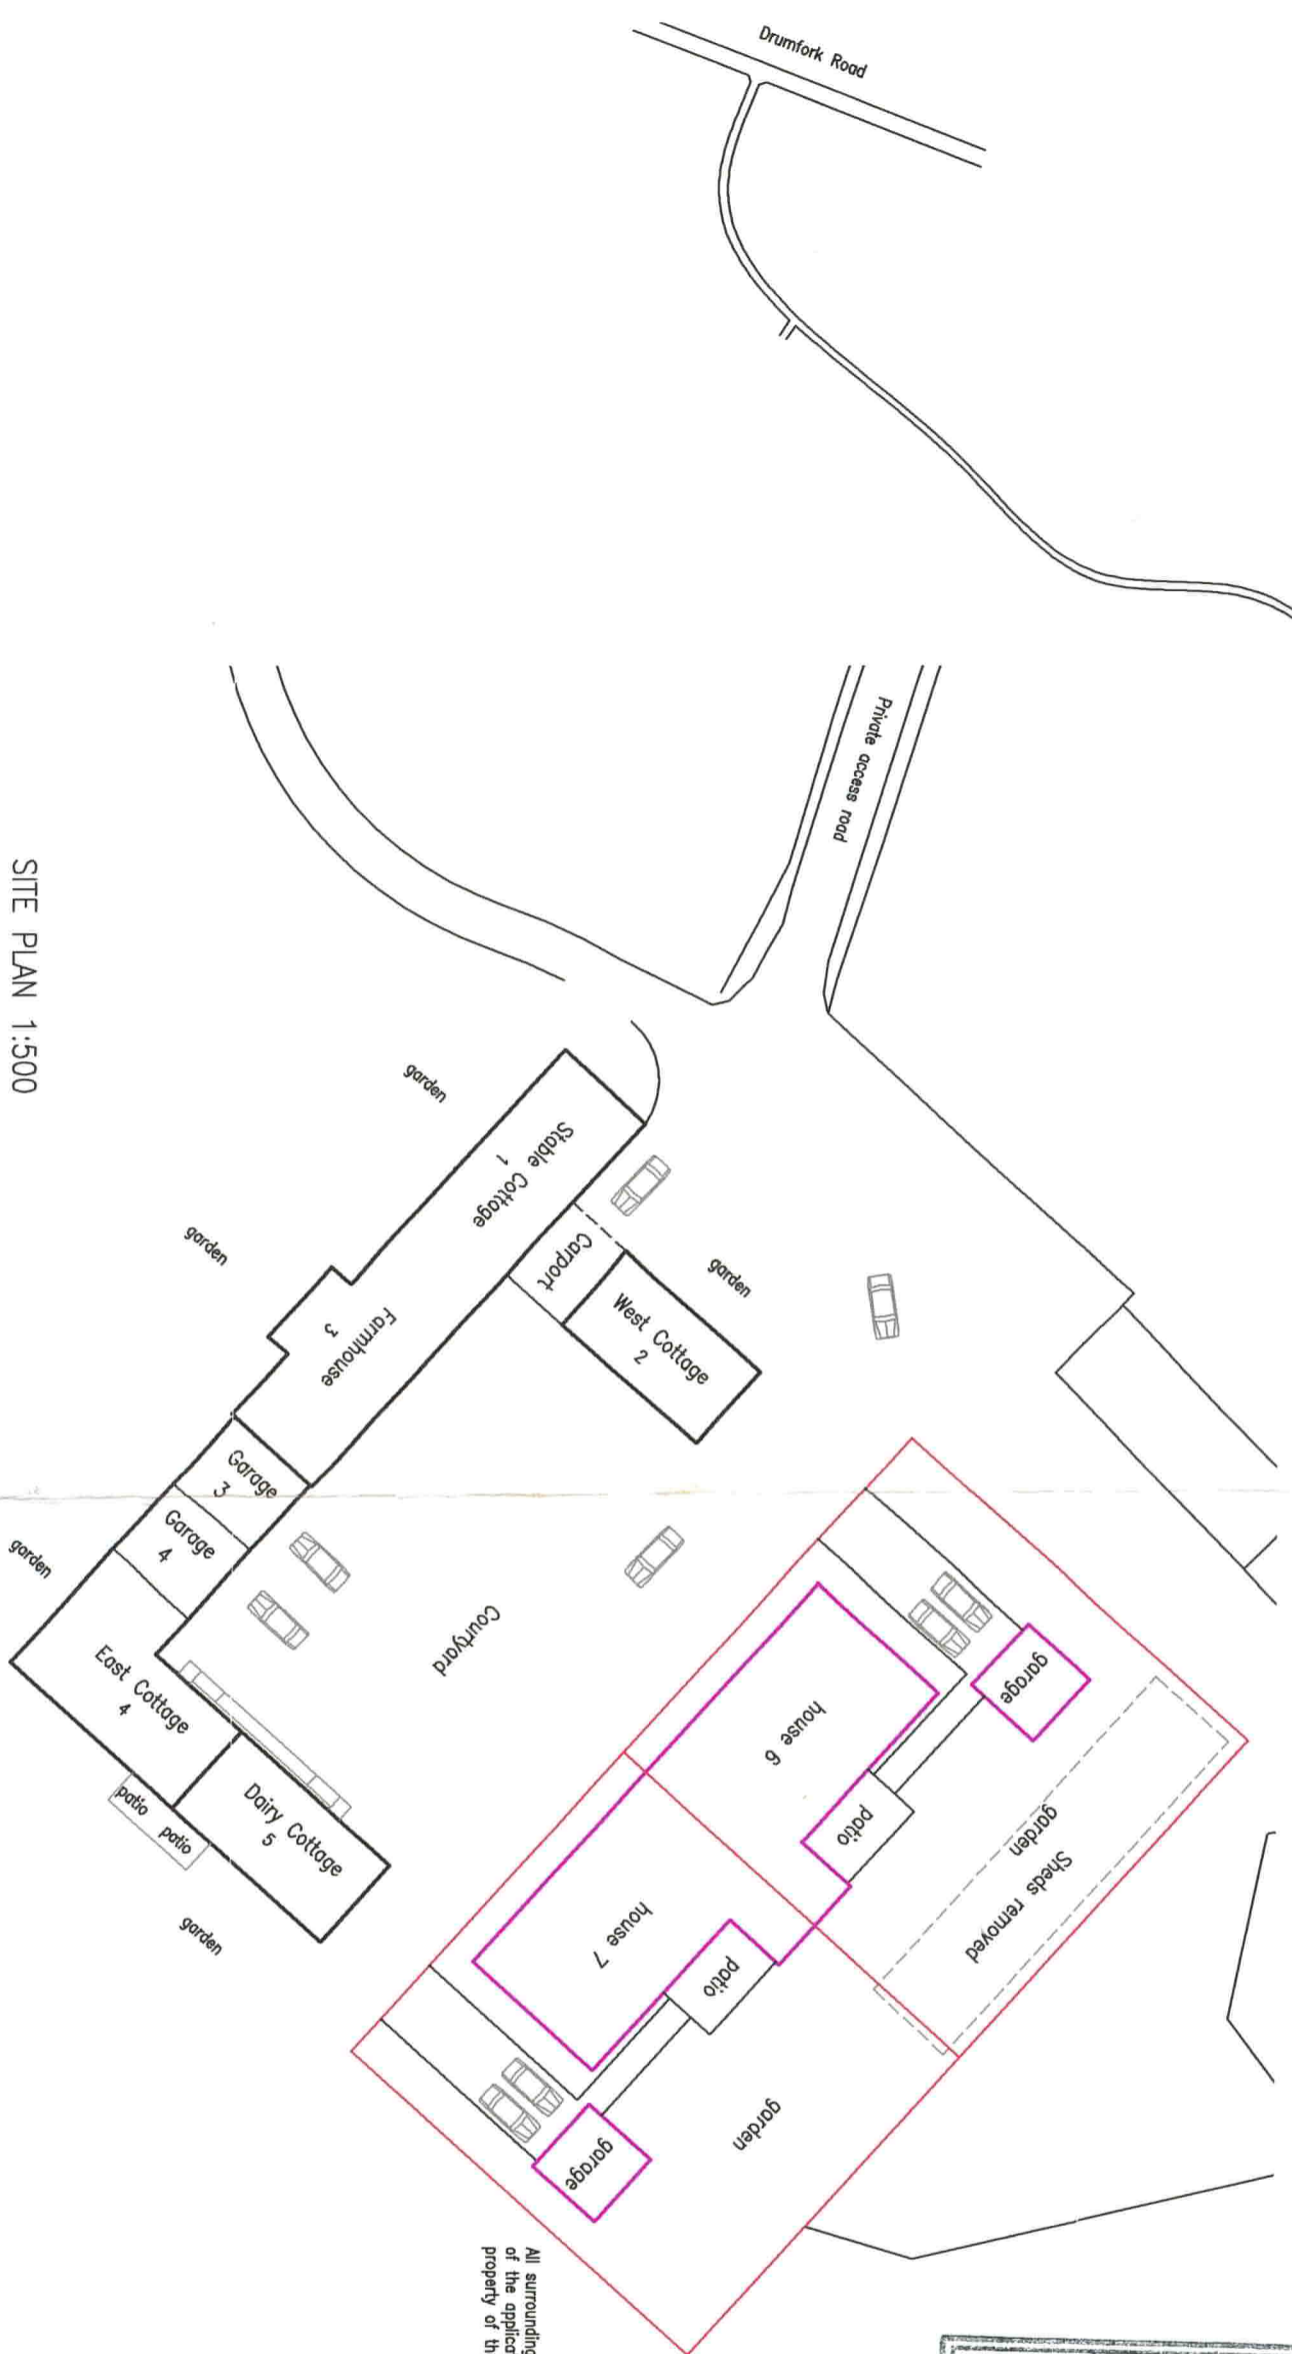 Drumfork Road
Private access road
SITE PLAN 1:500
garden
Stable Cottage
1
garden
Carport
garden
West Cottage
2
Farmhouse
3
Garage
3
Garage
4
garden
Courtyard
East Cottage
4
patio
patio
Dairy Cottage
5
garden
garage
house 6
patio
garden
Sheds removed
house 7
patio
garden
garage
All surrounding
of the applica
property of th